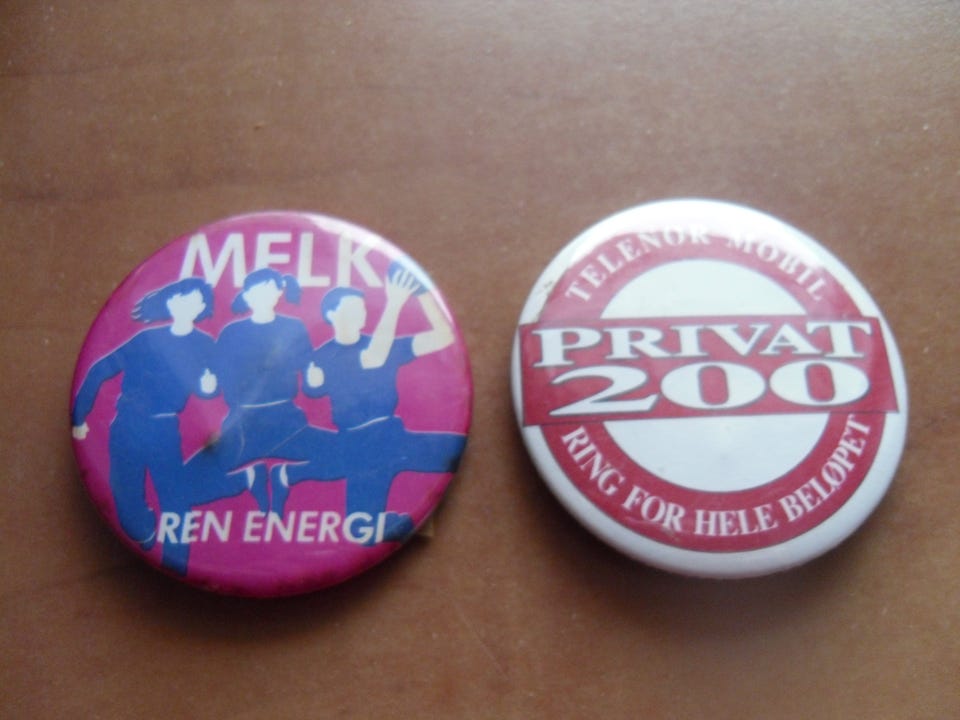 MELK
REN ENERGI
TELENOR MOBIL
PRIVAT
200
RING FOR HELE BELØPET